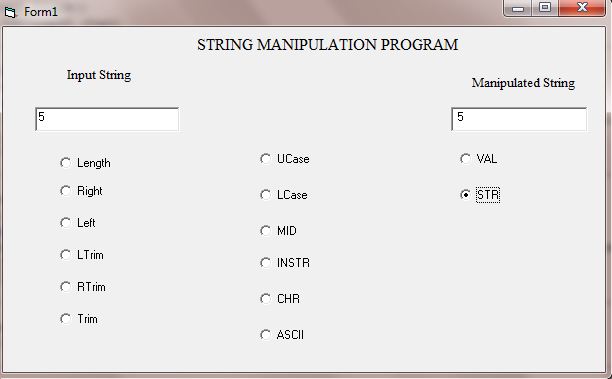 Form1
STRING MANIPULATION PROGRAM
Input String
Manipulated String
5
5
Length
UCase
VAL
Right
LCase
STR
Left
MID
LTrim
INSTR
RTrim
CHR
Trim
ASCII